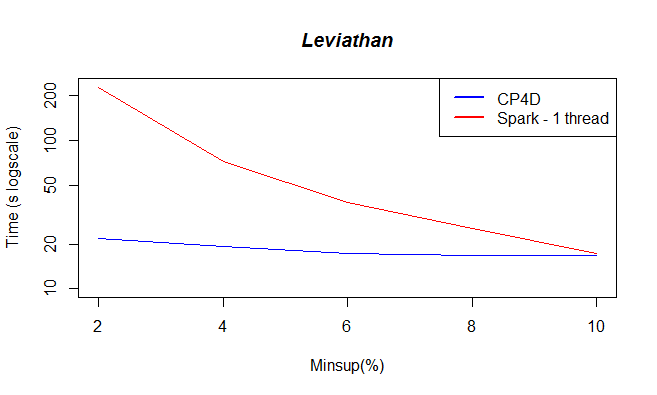 Leviathan
CP4D
Spark - 1 thread
Time (s logscale)
200
100
50
20
10
2 4 6 8 10
Minsup(%)